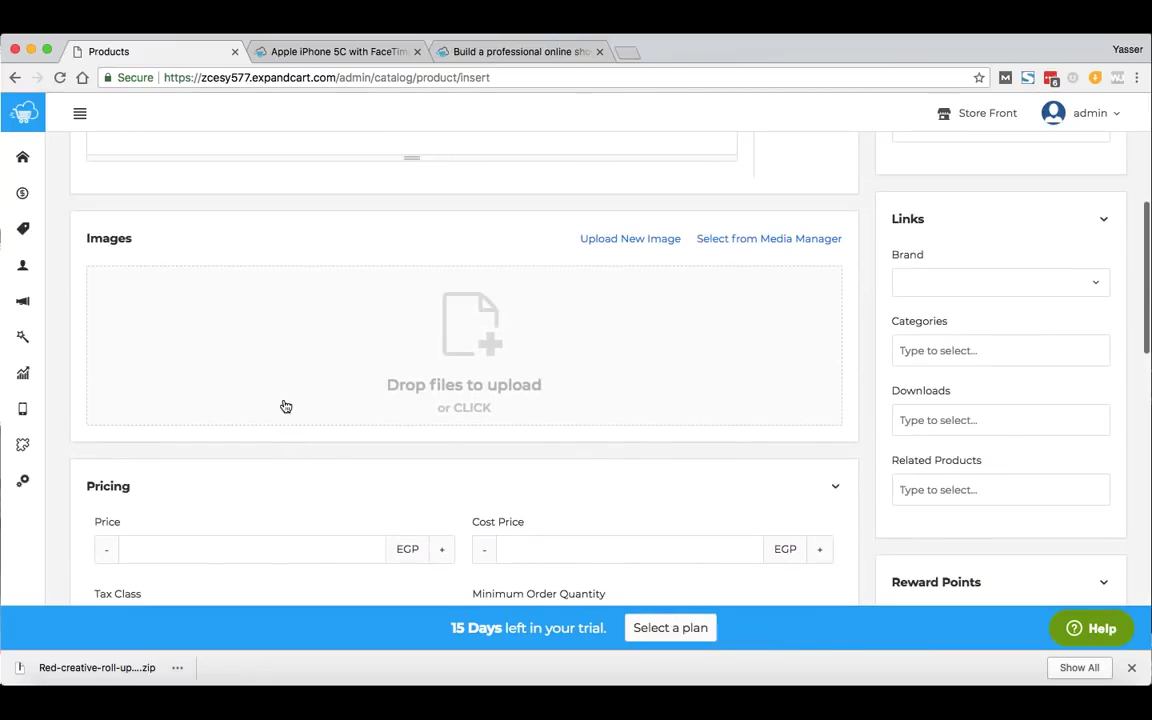 Products
Apple iPhone 5C with FaceTim
Build a professional online sho
Yasser
Secure
https://zcesy577.expandcart.com/admin/catalog/product/insert
6
Store Front
admin
Images
Upload New Image
Select from Media Manager
Drop files to upload
or CLICK
Pricing
Price
Cost Price
- EGP +
- EGP +
Tax Class
Minimum Order Quantity
Links
Brand
Categories
Type to select...
Downloads
Type to select...
Related Products
Type to select...
Reward Points
15 Days left in your trial.
Select a plan
Help
Red-creative-roll-up....zip
Show All